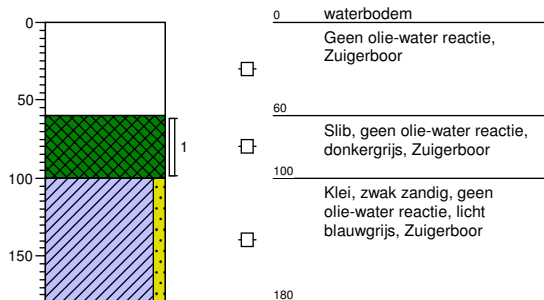 0
50
100
150
1
0 waterbodem
Geen olie-water reactie,
Zuigerboor
60
Slib, geen olie-water reactie,
donkergrijs, Zuigerboor
100
Klei, zwak zandig, geen
olie-water reactie, licht
blauwgrijs, Zuigerboor
180